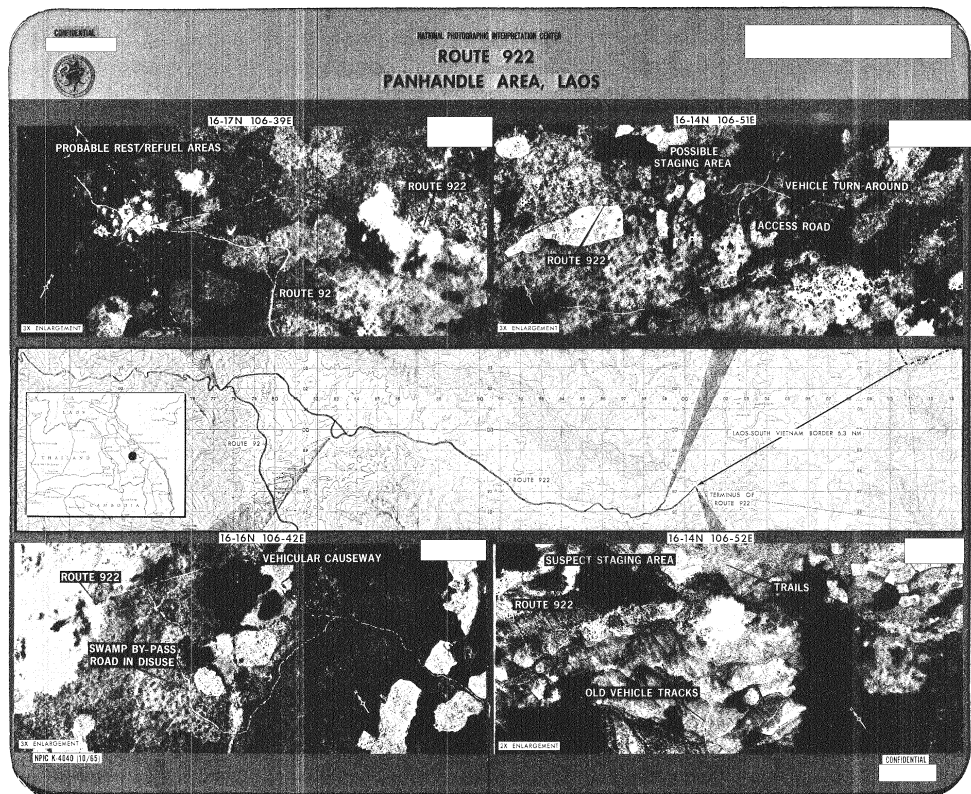 CONFIDENTIAL
NATIONAL PHOTOGRAPHIC INTERPRETATION CENTER
ROUTE 922
PANHANDLE AREA, LAOS
16-17N 106-39E
PROBABLE REST/REFUEL AREAS
ROUTE 922
ROUTE 92
3X ENLARGEMENT
16-14N 106-51E
POSSIBLE
STAGING AREA
VEHICLE TURN-AROUND
ACCESS ROAD
ROUTE 922
3X ENLARGEMENT
THAILAND
CAMBODIA
ROUTE 92
ROUTE 922
LAOS-SOUTH VIETNAM BORDER 6.3 NM
TERMINUS OF
ROUTE 922
16-16N 106-42E
VEHICULAR CAUSEWAY
ROUTE 922
SWAMP BY-PASS
ROAD IN DISUSE
3X ENLARGEMENT
16-14N 106-52E
SUSPECT STAGING AREA
TRAILS
ROUTE 922
OLD VEHICLE TRACKS
2X ENLARGEMENT
NPIC K-4040 (10/65)
CONFIDENTIAL